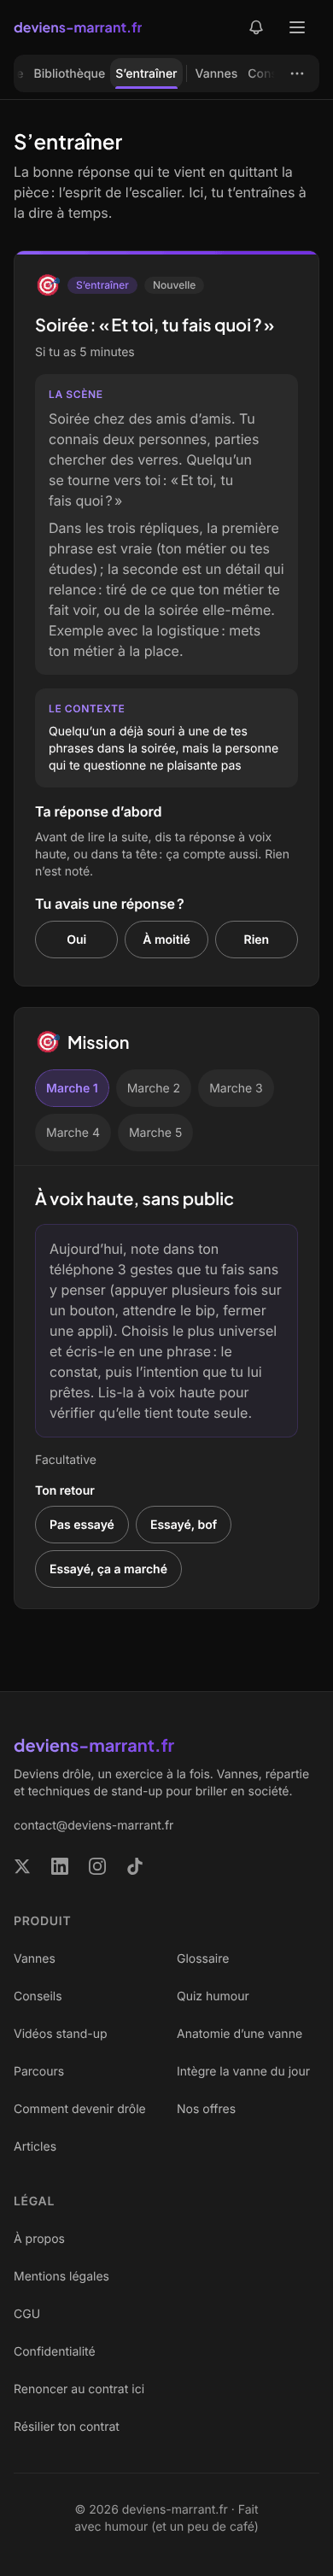 deviens-marrant.fr
Bibliothèque S'entraîner Vannes
S'entraîner
La bonne réponse qui te vient en quittant la
pièce : l'esprit de l'escalier. Ici, tu t'entraînes à
la dire à temps.
S'entraîner Nouvelle
Soirée : « Et toi, tu fais quoi ? »
Si tu as 5 minutes
LA SCÈNE
Soirée chez des amis d'amis. Tu
connais deux personnes, parties
chercher des verres. Quelqu'un
se tourne vers toi : « Et toi, tu
fais quoi ? »
Dans les trois répliques, la première
phrase est vraie (ton métier ou tes
études) ; la seconde est un détail qui
relance : tiré de ce que ton métier te
fait voir, ou de la soirée elle-même.
Exemple avec la logistique : mets
ton métier à la place.
LE CONTEXTE
Quelqu'un a déjà souri à une de tes
phrases dans la soirée, mais la personne
qui te questionne ne plaisante pas
Ta réponse d'abord
Avant de lire la suite, dis ta réponse à voix
haute, ou dans ta tête : ça compte aussi. Rien
n'est noté.
Tu avais une réponse ?
Oui À moitié Rien
Mission
Marche 1 Marche 2 Marche 3
Marche 4 Marche 5
À voix haute, sans public
Aujourd'hui, note dans ton
téléphone 3 gestes que tu fais sans
y penser (appuyer plusieurs fois sur
un bouton, attendre le bip, fermer
une appli). Choisis le plus universel
et écris-le en une phrase : le
constat, puis l'intention que tu lui
prêtes. Lis-la à voix haute pour
vérifier qu'elle tient toute seule.
Facultative
Ton retour
Pas essayé Essayé, bof
Essayé, ça a marché
deviens-marrant.fr
Deviens drôle, un exercice à la fois. Vannes, répartie
et techniques de stand-up pour briller en société.
contact@deviens-marrant.fr
PRODUIT
Vannes Glossaire
Conseils Quiz humour
Vidéos stand-up Anatomie d'une vanne
Parcours Intègre la vanne du jour
Comment devenir drôle Nos offres
Articles
LÉGAL
À propos
Mentions légales
CGU
Confidentialité
Renoncer au contrat ici
Résilier ton contrat
© 2026 deviens-marrant.fr · Fait
avec humour (et un peu de café)